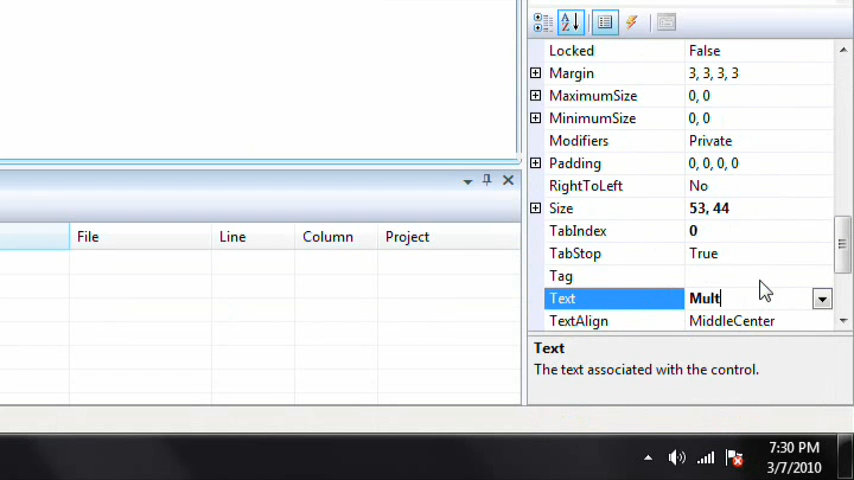 Locked False
Margin 3, 3, 3, 3
MaximumSize 0, 0
MinimumSize 0, 0
Modifiers Private
Padding 0, 0, 0, 0
RightToLeft No
Size 53, 44
File Line Column Project
TabIndex 0
TabStop True
Tag
Text Mult
TextAlign MiddleCenter
Text
The text associated with the control.
7:30 PM
3/7/2010